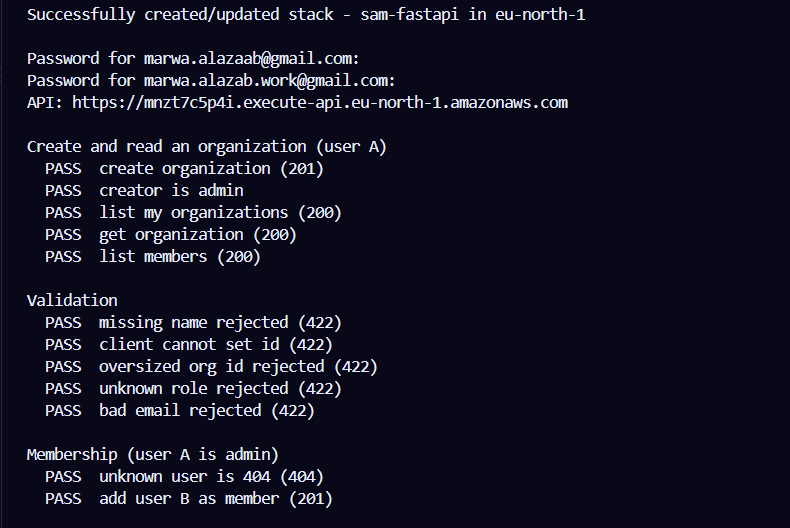 Successfully created/updated stack - sam-fastapi in eu-north-1
Password for marwa.alazaab@gmail.com:
Password for marwa.alazab.work@gmail.com:
API: https://mnzt7c5p4i.execute-api.eu-north-1.amazonaws.com
Create and read an organization (user A)
PASS  create organization (201)
PASS  creator is admin
PASS  list my organizations (200)
PASS  get organization (200)
PASS  list members (200)
Validation
PASS  missing name rejected (422)
PASS  client cannot set id (422)
PASS  oversized org id rejected (422)
PASS  unknown role rejected (422)
PASS  bad email rejected (422)
Membership (user A is admin)
PASS  unknown user is 404 (404)
PASS  add user B as member (201)